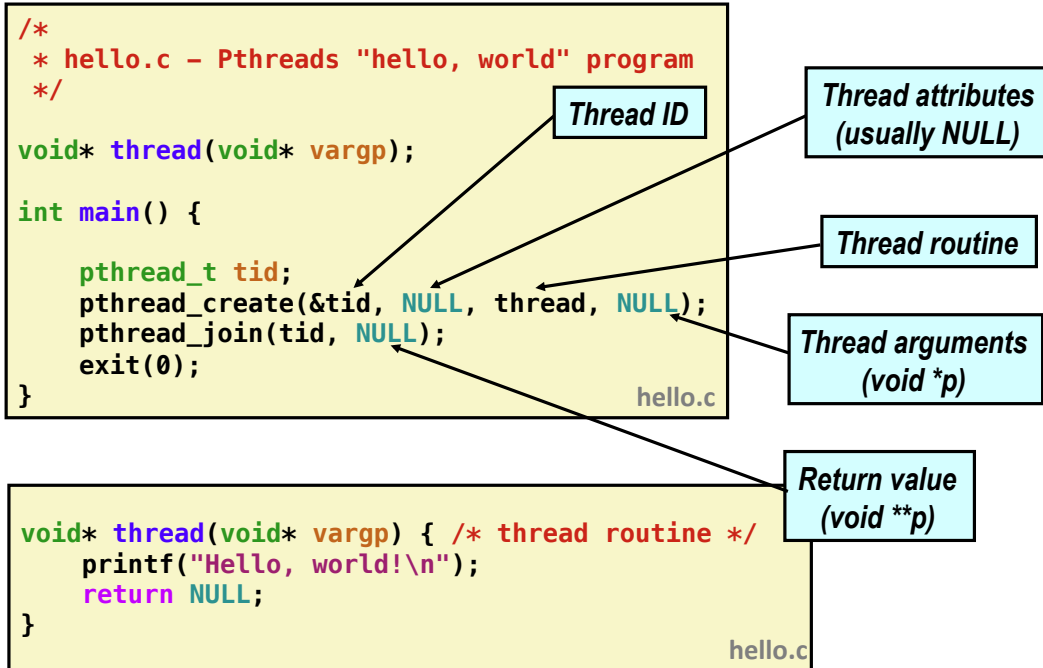 /*
 * hello.c – Pthreads "hello, world" program
 */
Thread ID
Thread attributes
(usually NULL)
void* thread(void* vargp);
int main() {
Thread routine
    pthread_t tid;
    pthread_create(&tid, NULL, thread, NULL);
    pthread_join(tid, NULL);
    exit(0);
}
hello.c
Thread arguments
(void *p)
Return value
(void **p)
void* thread(void* vargp) { /* thread routine */
    printf("Hello, world!\n");
    return NULL;
}
hello.c